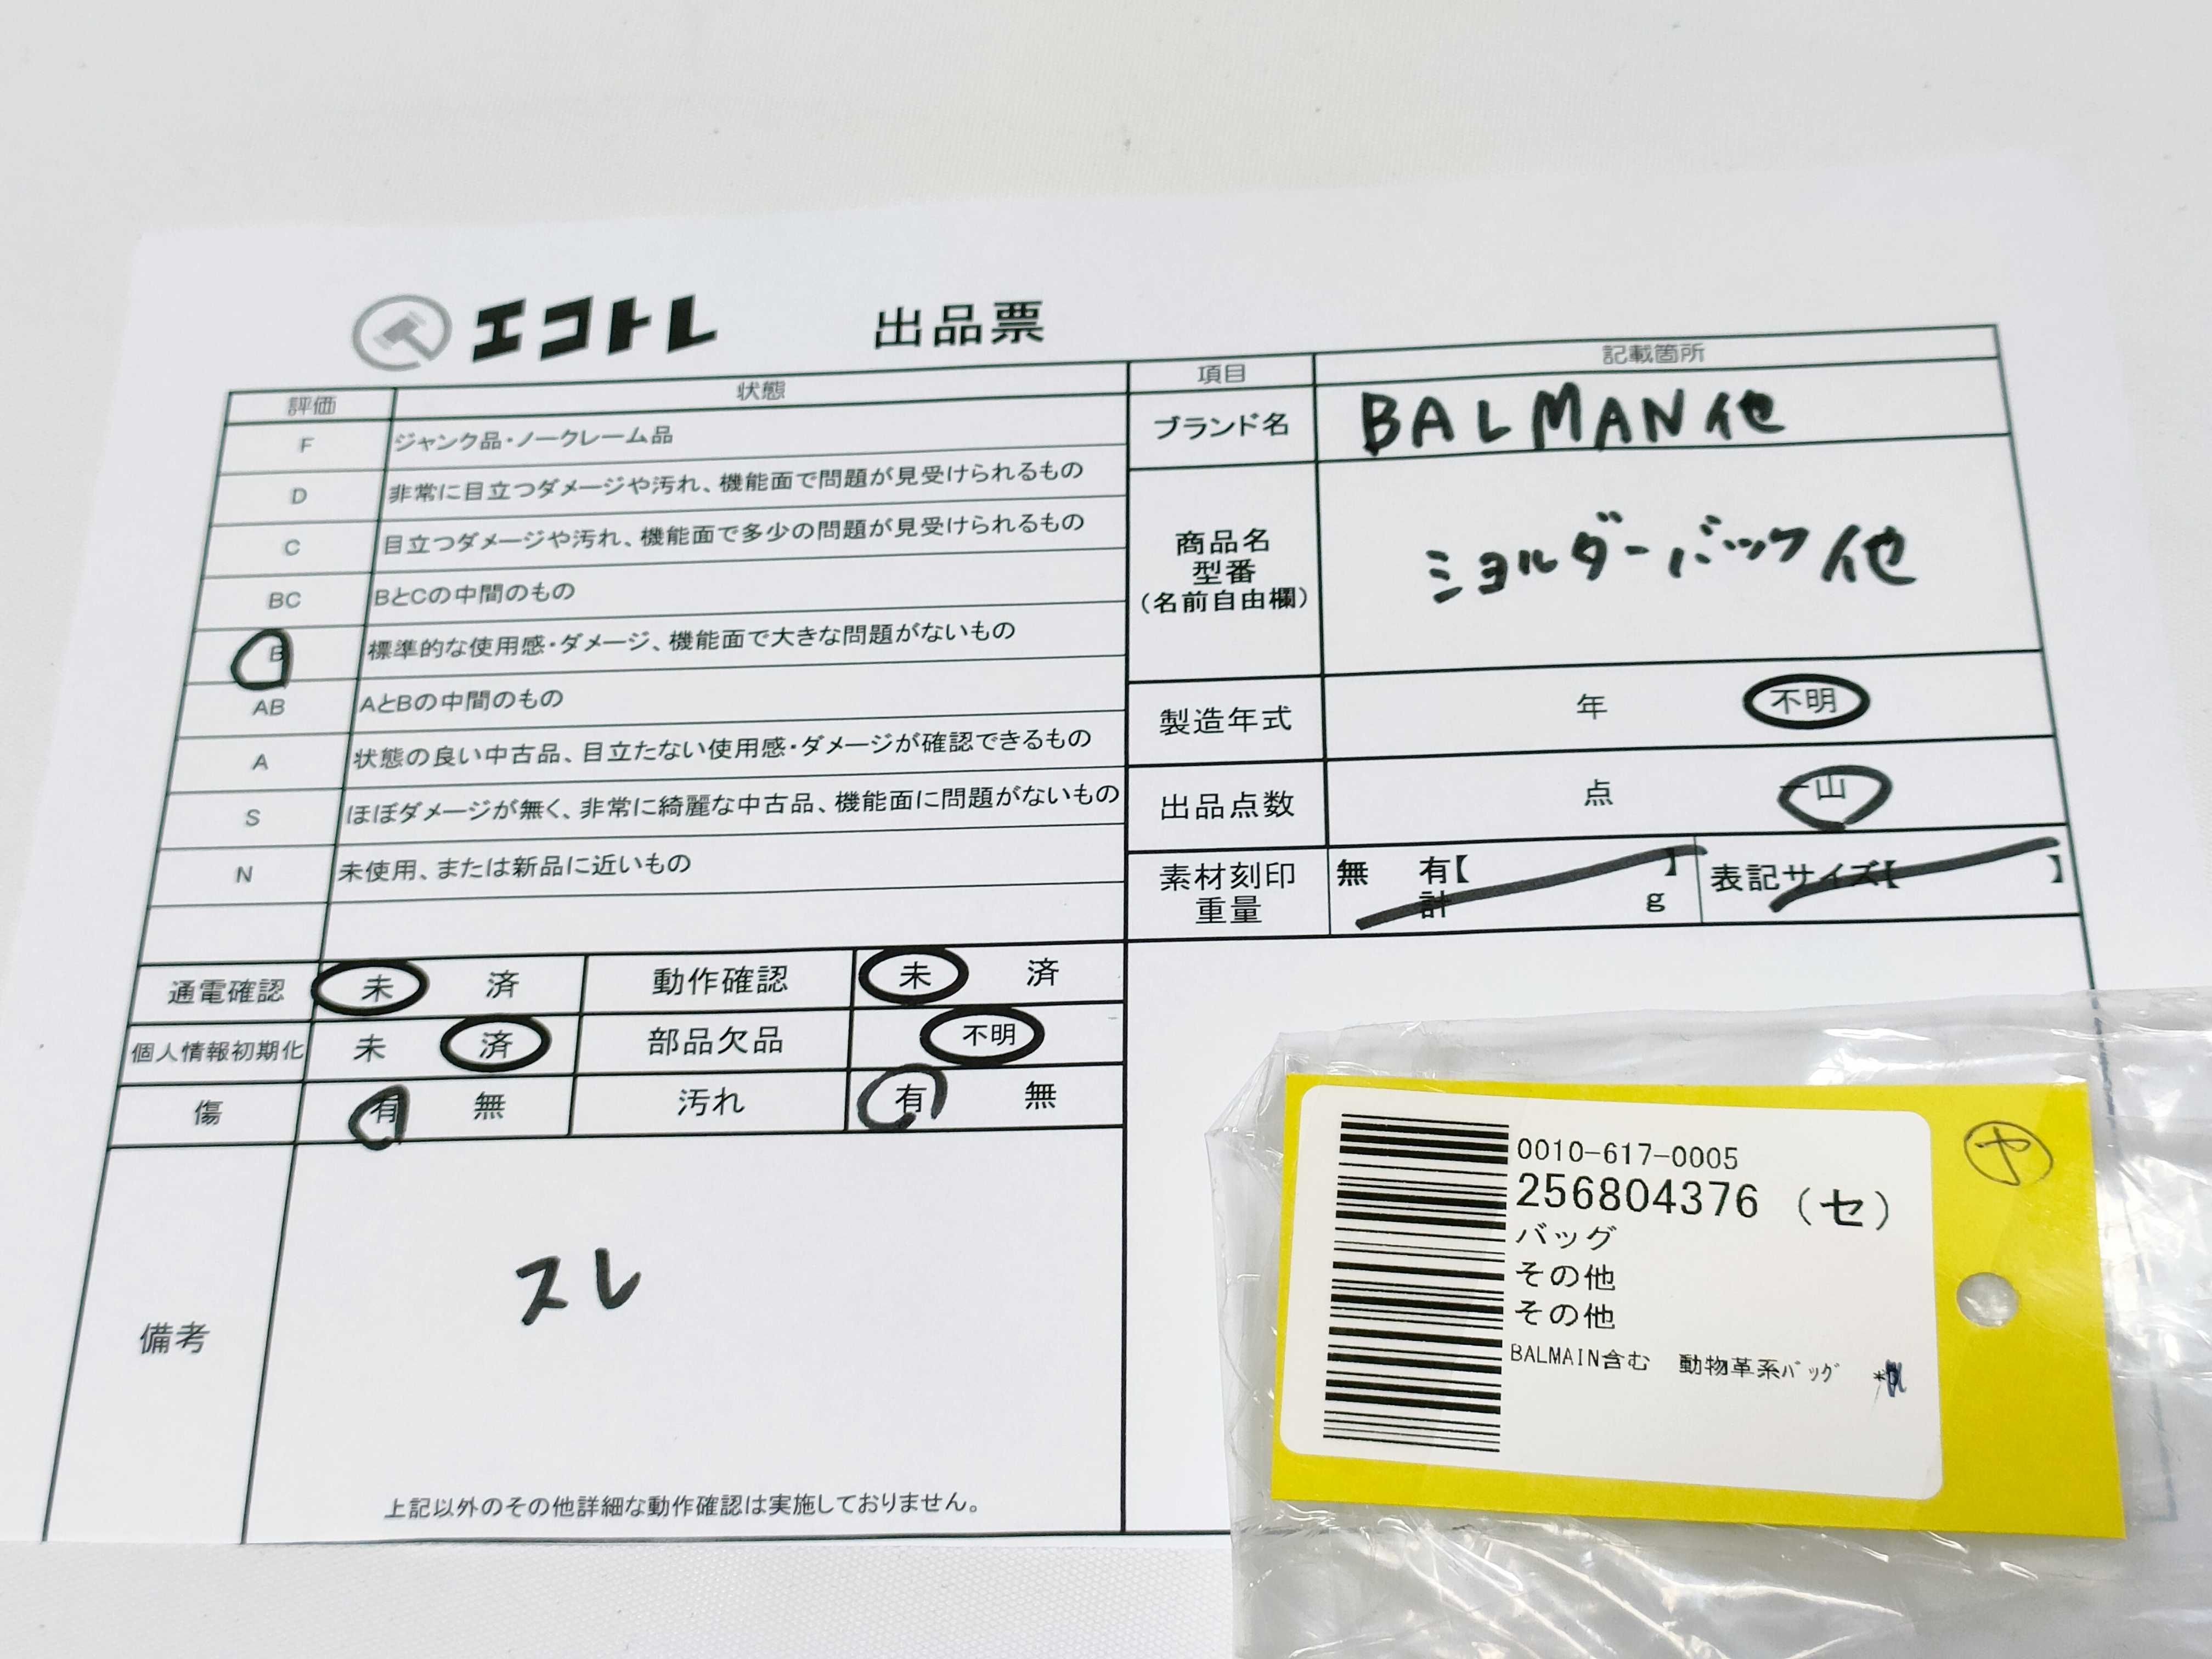 エコトレ 出品票
評価 状態
F ジャンク品・ノークレーム品
D 非常に目立つダメージや汚れ、機能面で問題が見受けられるもの
C 目立つダメージや汚れ、機能面で多少の問題が見受けられるもの
BC BとCの中間のもの
B 標準的な使用感・ダメージ、機能面で大きな問題がないもの
AB AとBの中間のもの
A 状態の良い中古品、目立たない使用感・ダメージが確認できるもの
S ほぼダメージが無く、非常に綺麗な中古品、機能面に問題がないもの
N 未使用、または新品に近いもの
項目 記載箇所
ブランド名 BALMAN他
商品名
型番
(名前自由欄)
ショルダーバック他
製造年式 年 不明
出品点数 点 一山
素材刻印 無 有【 】 表記サイズ【 】
重量 計 g
通電確認 未 済 動作確認 未 済
個人情報初期化 未 済 部品欠品 不明
傷 有 無 汚れ 有 無
備考
スレ
上記以外のその他詳細な動作確認は実施しておりません。
0010-617-0005
256804376 (セ)
バッグ
その他
その他
BALMAIN含む 動物革系ﾊﾞｯｸﾞ
ヤ